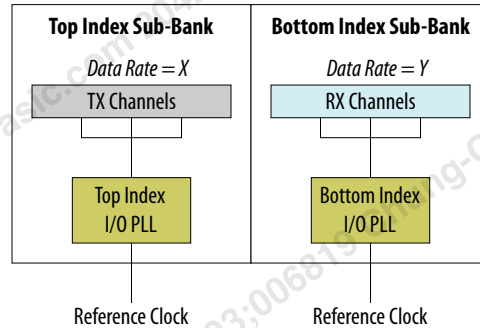 Top Index Sub-Bank
Data Rate = X
TX Channels
Top Index
I/O PLL
Reference Clock
Bottom Index Sub-Bank
Data Rate = Y
RX Channels
Bottom Index
I/O PLL
Reference Clock